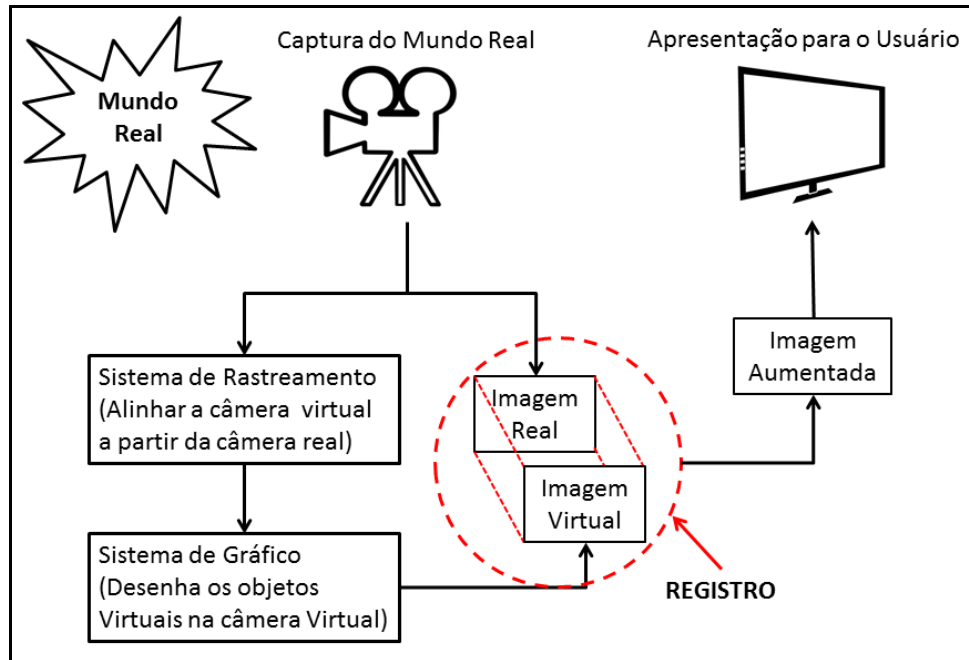 Mundo
Real
Captura do Mundo Real
Apresentação para o Usuário
Sistema de Rastreamento
(Alinhar a câmera virtual
a partir da câmera real)
Imagem
Real
Imagem
Virtual
Imagem
Aumentada
Sistema de Gráfico
(Desenha os objetos
Virtuais na câmera Virtual)
REGISTRO